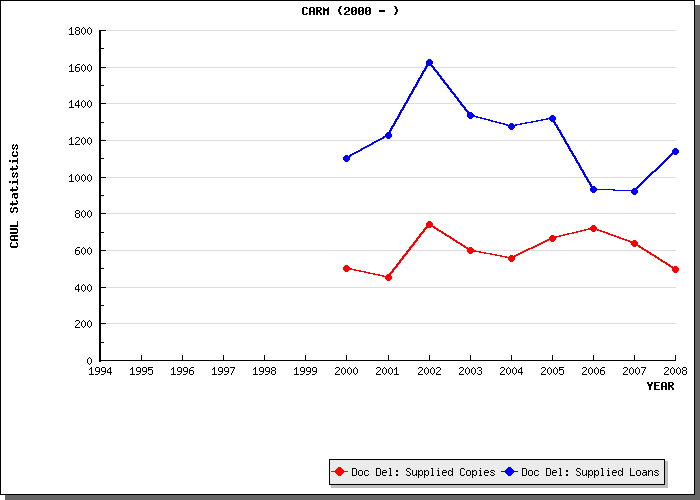 CARM (2000 - )
CAUL Statistics
1800
1600
1400
1200
1000
800
600
400
200
0
1994 1995 1996 1997 1998 1999 2000 2001 2002 2003 2004 2005 2006 2007 2008
YEAR
Doc Del: Supplied Copies Doc Del: Supplied Loans